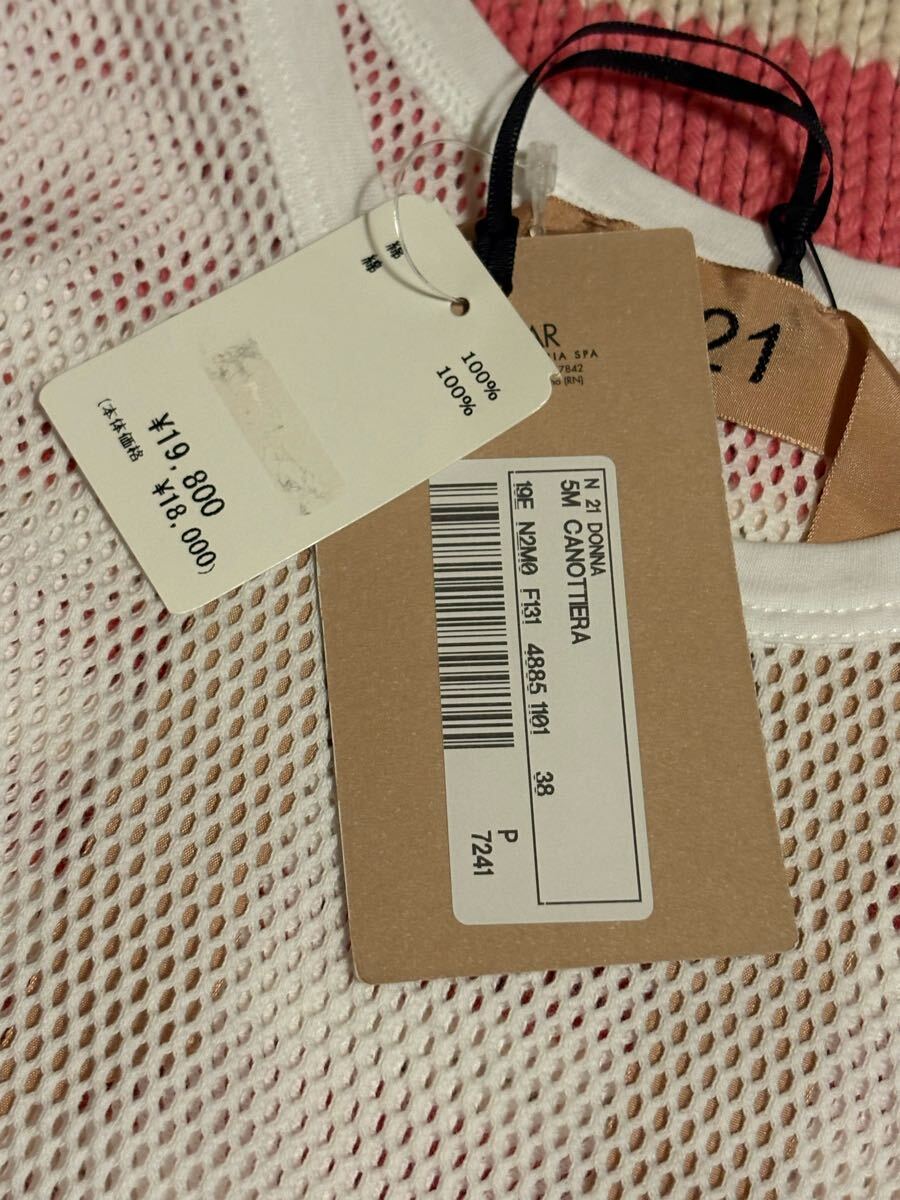 綿 100%
綿 100%
¥19,800
(本体価格 ¥18,000)
AR
IA SPA
7842
(RN)
21
N 21 DONNA
5M CANOTTIERA
19E N2M0 F131 4885 1101 38
P
7241